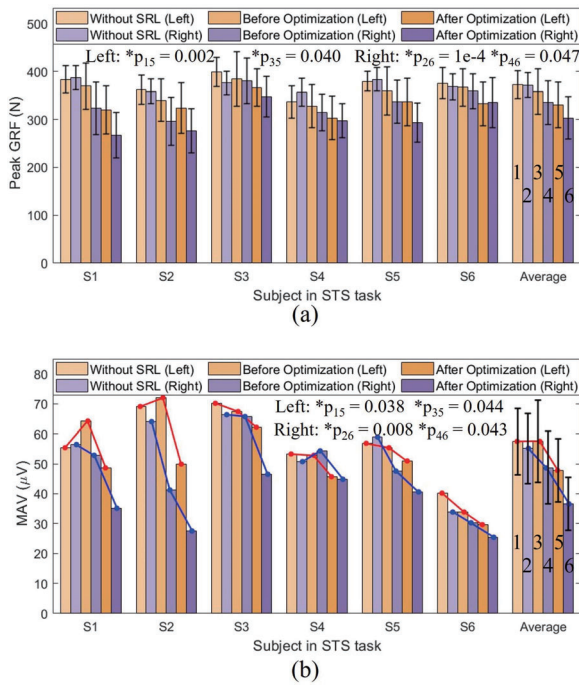 Without SRL (Left) Before Optimization (Left) After Optimization (Left)
Without SRL (Right) Before Optimization (Right) After Optimization (Right)
Left: *p15 = 0.002 *p35 = 0.040 Right: *p26 = 1e-4 *p46 = 0.047
500
400
300
200
100
0
Peak GRF (N)
1 3 5
2 4 6
S1 S2 S3 S4 S5 S6 Average
Subject in STS task
(a)
Without SRL (Left) Before Optimization (Left) After Optimization (Left)
Without SRL (Right) Before Optimization (Right) After Optimization (Right)
Left: *p15 = 0.038 *p35 = 0.044
Right: *p26 = 0.008 *p46 = 0.043
80
70
60
50
40
30
20
10
0
MAV (μV)
1 3 5
2 4 6
S1 S2 S3 S4 S5 S6 Average
Subject in STS task
(b)